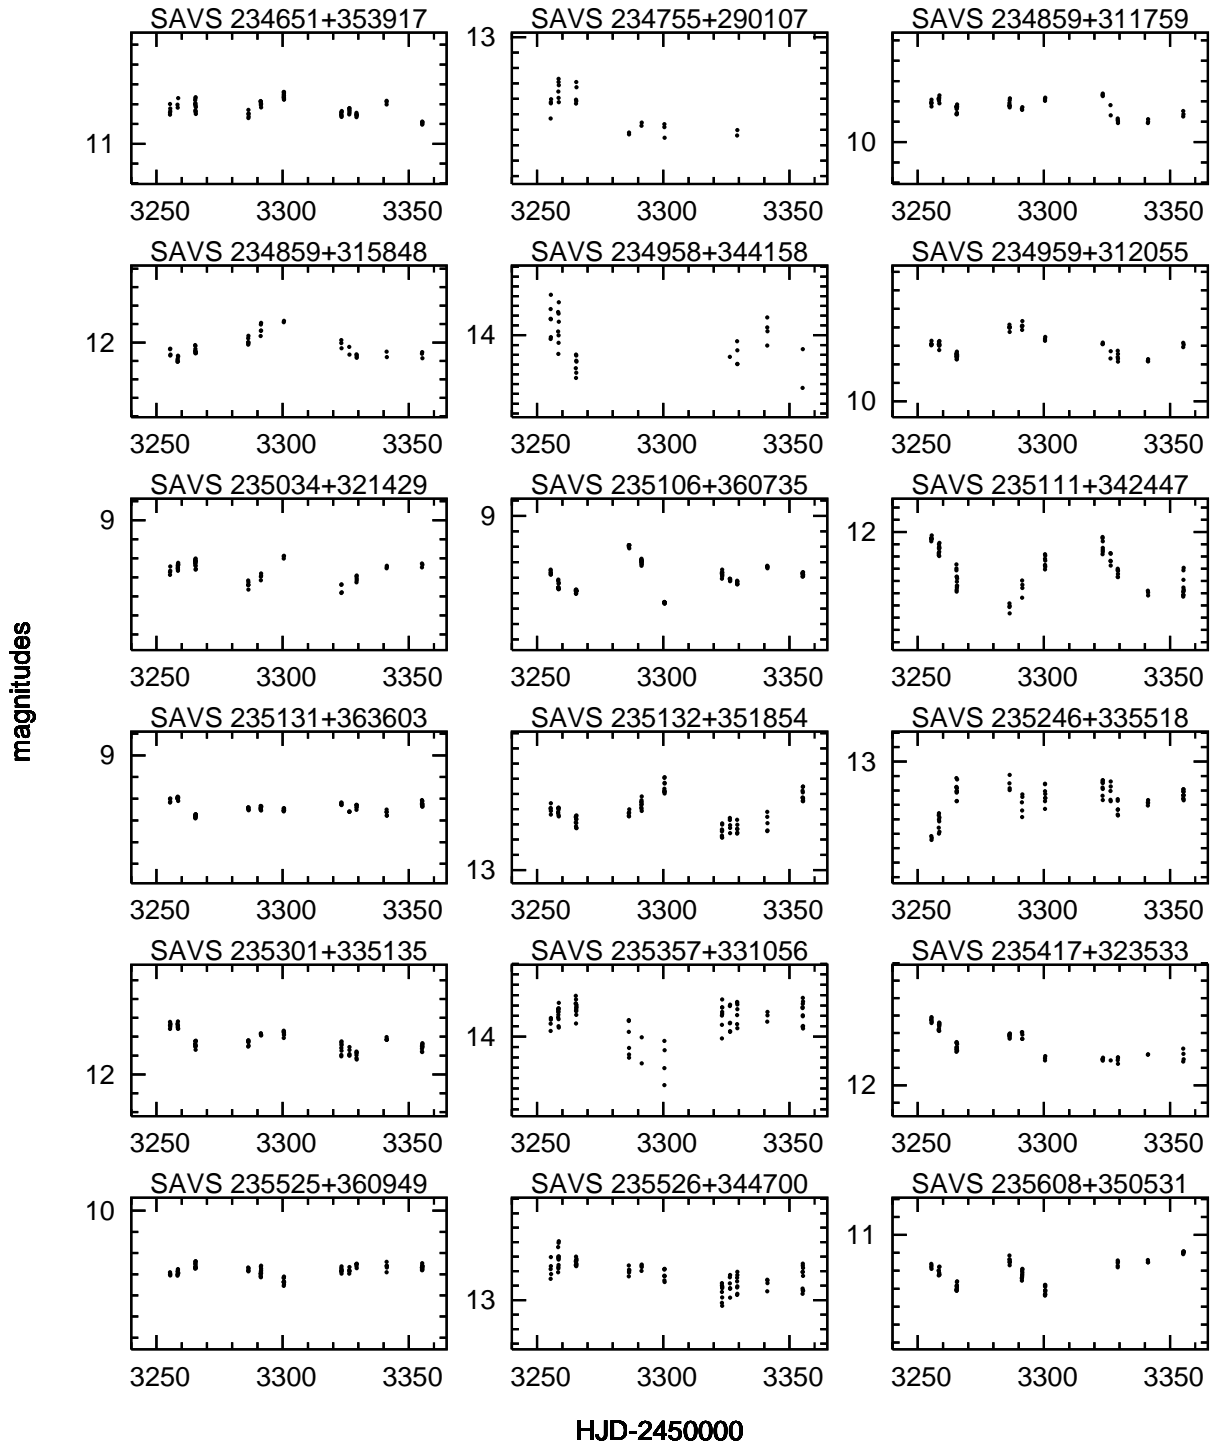 SAVS 234651+353917 SAVS 234755+290107 SAVS 234859+311759
11 13 10
3250 3300 3350 3250 3300 3350 3250 3300 3350
SAVS 234859+315848 SAVS 234958+344158 SAVS 234959+312055
12 14 10
3250 3300 3350 3250 3300 3350 3250 3300 3350
SAVS 235034+321429 SAVS 235106+360735 SAVS 235111+342447
9 9 12
3250 3300 3350 3250 3300 3350 3250 3300 3350
magnitudes
SAVS 235131+363603 SAVS 235132+351854 SAVS 235246+335518
9 13 13
3250 3300 3350 3250 3300 3350 3250 3300 3350
SAVS 235301+335135 SAVS 235357+331056 SAVS 235417+323533
12 14 12
3250 3300 3350 3250 3300 3350 3250 3300 3350
SAVS 235525+360949 SAVS 235526+344700 SAVS 235608+350531
10 13 11
3250 3300 3350 3250 3300 3350 3250 3300 3350
HJD-2450000